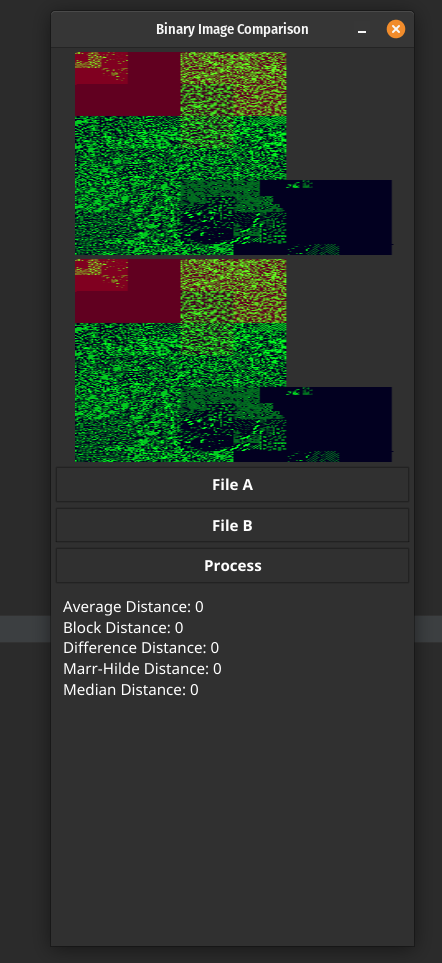 Binary Image Comparison
File A
File B
Process
Average Distance: 0
Block Distance: 0
Difference Distance: 0
Marr-Hilde Distance: 0
Median Distance: 0